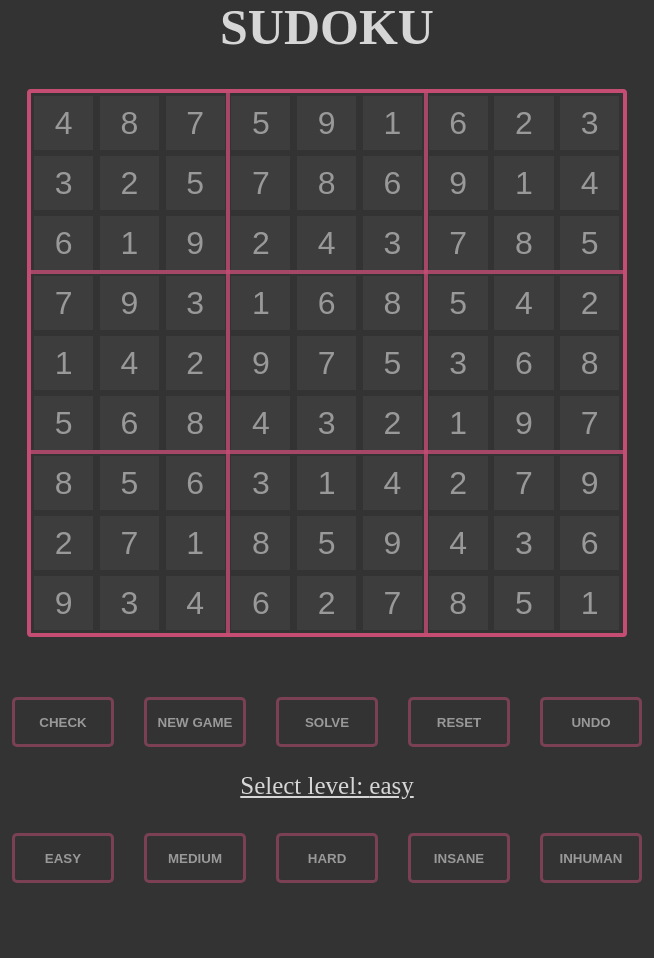 SUDOKU
4 8 7 5 9 1 6 2 3
3 2 5 7 8 6 9 1 4
6 1 9 2 4 3 7 8 5
7 9 3 1 6 8 5 4 2
1 4 2 9 7 5 3 6 8
5 6 8 4 3 2 1 9 7
8 5 6 3 1 4 2 7 9
2 7 1 8 5 9 4 3 6
9 3 4 6 2 7 8 5 1
CHECK NEW GAME SOLVE RESET UNDO
Select level: easy
EASY MEDIUM HARD INSANE INHUMAN